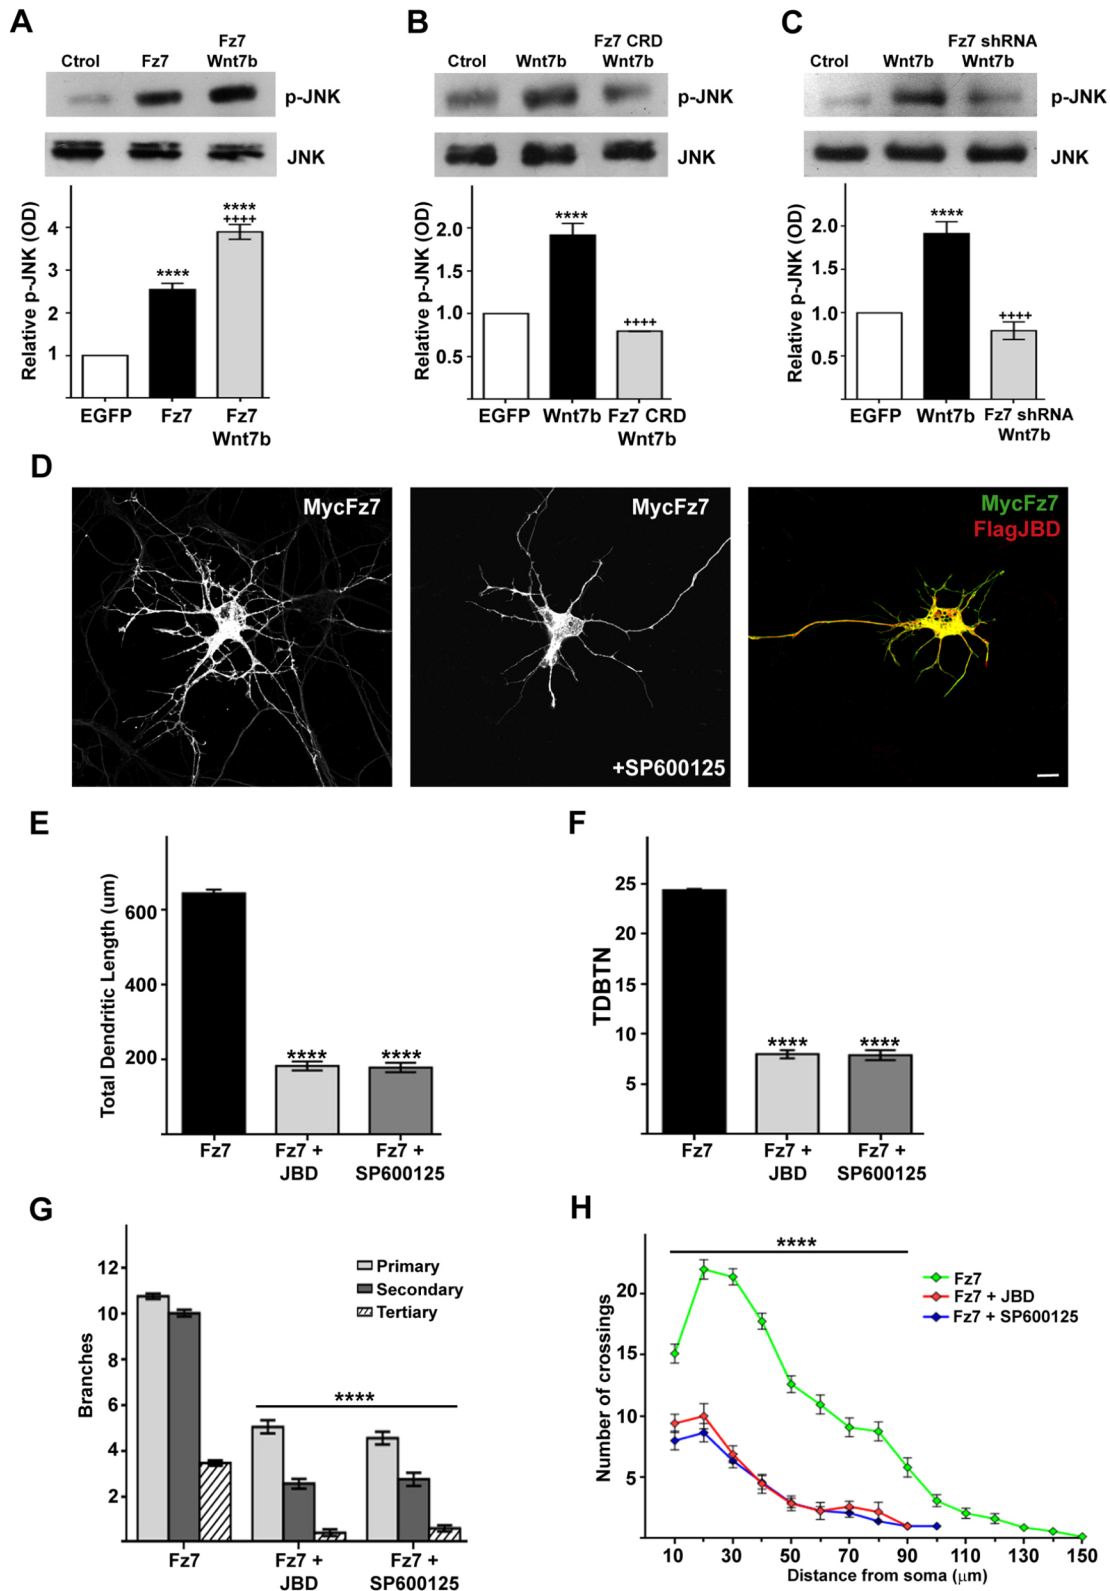 A
Ctrol Fz7 Fz7
Wnt7b
p-JNK
JNK
Relative p-JNK (OD)
4
3
2
1
****
****
++++
EGFP Fz7 Fz7
Wnt7b
B
Ctrol Wnt7b Fz7 CRD
Wnt7b
p-JNK
JNK
Relative p-JNK (OD)
2.0
1.5
1.0
0.5
****
++++
EGFP Wnt7b Fz7 CRD
Wnt7b
C
Ctrol Wnt7b Fz7 shRNA
Wnt7b
p-JNK
JNK
Relative p-JNK (OD)
2.0
1.5
1.0
0.5
****
++++
EGFP Wnt7b Fz7 shRNA
Wnt7b
D
MycFz7
MycFz7
+SP600125
MycFz7
FlagJBD
E
Total Dendritic Length (um)
600
400
200
**** ****
Fz7 Fz7 + Fz7 +
JBD SP600125
F
TDBTN
25
20
15
10
5
**** ****
Fz7 Fz7 + Fz7 +
JBD SP600125
G
Branches
12
10
8
6
4
2
Primary
Secondary
Tertiary
****
Fz7 Fz7 + Fz7 +
JBD SP600125
H
Number of crossings
20
15
10
5
****
Fz7
Fz7 + JBD
Fz7 + SP600125
10 30 50 70 90 110 130 150
Distance from soma (µm)